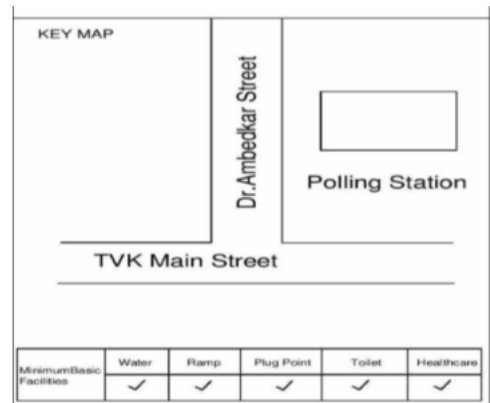 KEY MAP
Dr.Ambedkar Street
Polling Station
TVK Main Street
MinimumBasic Facilities
Water Ramp Plug Point Toilet Healthcare
✓ ✓ ✓ ✓ ✓